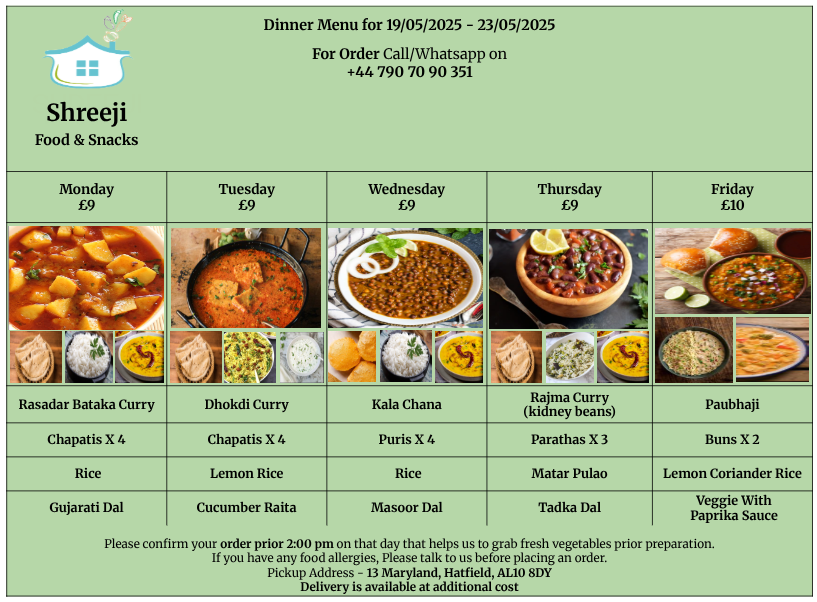 Dinner Menu for 19/05/2025 - 23/05/2025
For Order Call/Whatsapp on
+44 790 70 90 351
Shreeji
Food & Snacks
Monday
£9
Tuesday
£9
Wednesday
£9
Thursday
£9
Friday
£10
Rasadar Bataka Curry
Dhokdi Curry
Kala Chana
Rajma Curry
(kidney beans)
Paubhaji
Chapatis X 4
Chapatis X 4
Puris X 4
Parathas X 3
Buns X 2
Rice
Lemon Rice
Rice
Matar Pulao
Lemon Coriander Rice
Gujarati Dal
Cucumber Raita
Masoor Dal
Tadka Dal
Veggie With
Paprika Sauce
Please confirm your order prior 2:00 pm on that day that helps us to grab fresh vegetables prior preparation.
If you have any food allergies, Please talk to us before placing an order.
Pickup Address - 13 Maryland, Hatfield, AL10 8DY
Delivery is available at additional cost